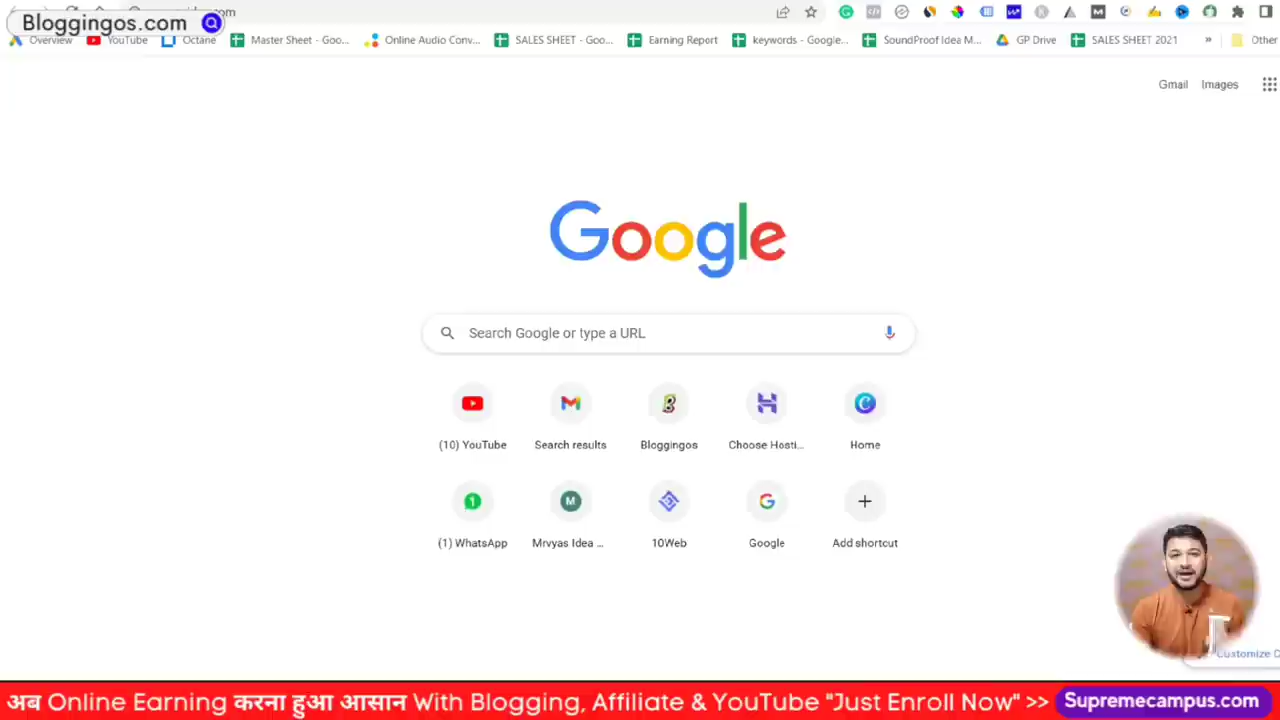 Bloggingos.com
Overview YouTube Octane Master Sheet - Goo... Online Audio Conv... SALES SHEET - Goo... Earning Report keywords - Google... SoundProof Idea M... GP Drive SALES SHEET 2021 » Other
Gmail Images
Google
Search Google or type a URL
(10) YouTube Search results Bloggingos Choose Hosti... Home
(1) WhatsApp Mrvyas Idea ... 10Web Google Add shortcut
Customize C
अब Online Earning करना हुआ आसान With Blogging, Affiliate & YouTube "Just Enroll Now" >> Supremecampus.com